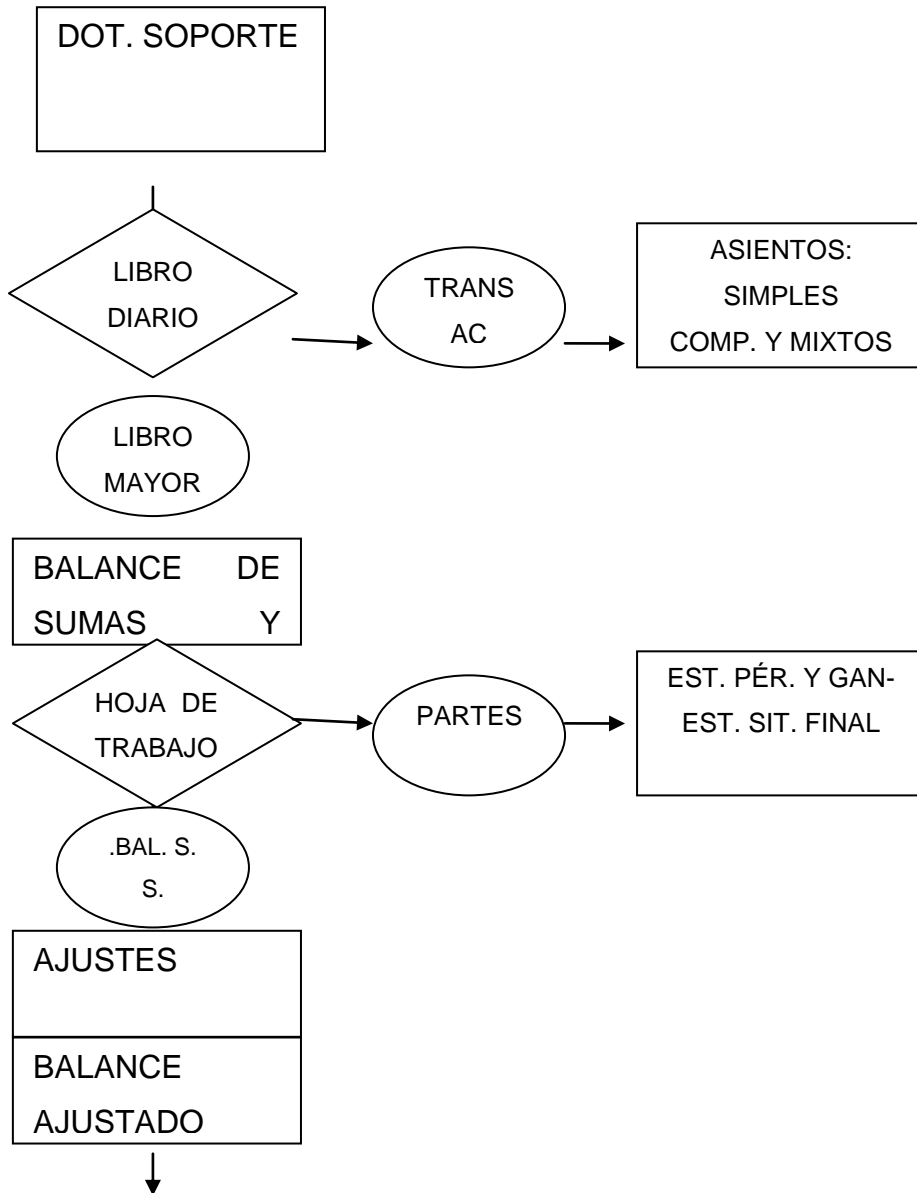 DOT. SOPORTE
LIBRO
DIARIO
TRANS
AC
ASIENTOS:
SIMPLES
COMP. Y MIXTOS
LIBRO
MAYOR
BALANCE DE
SUMAS Y
HOJA DE
TRABAJO
PARTES
EST. PÉR. Y GAN-
EST. SIT. FINAL
.BAL. S.
S.
AJUSTES
BALANCE
AJUSTADO